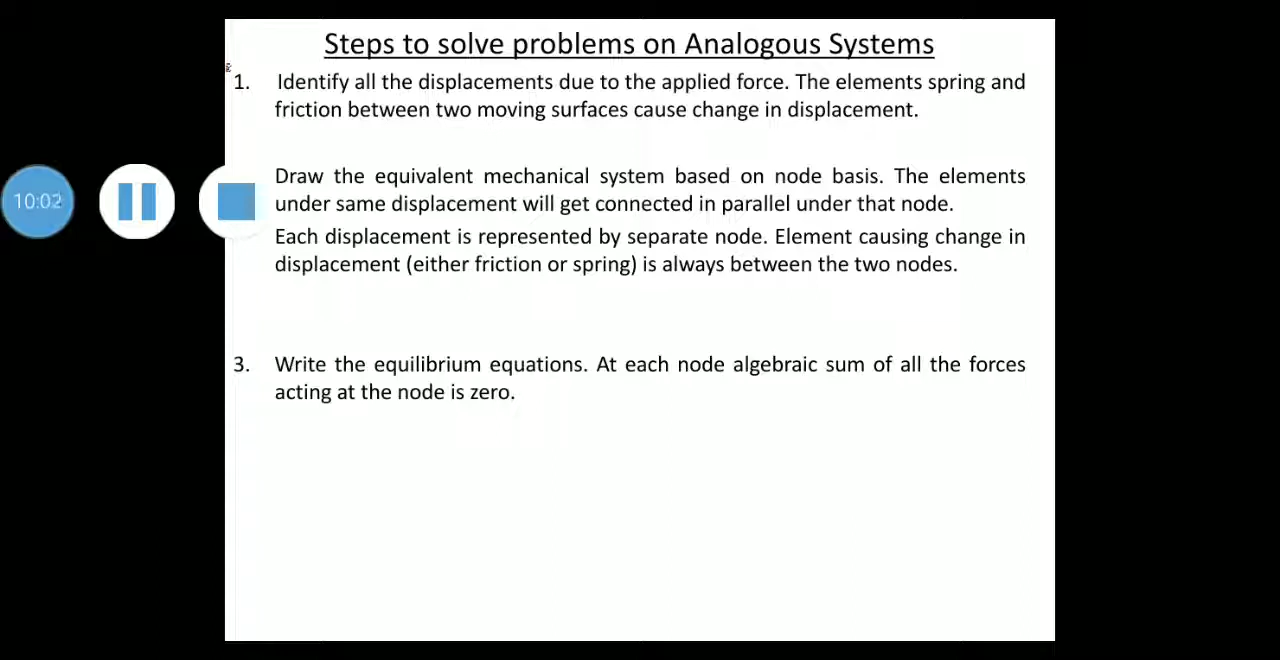 Steps to solve problems on Analogous Systems
1. Identify all the displacements due to the applied force. The elements spring and
friction between two moving surfaces cause change in displacement.
10:02
Draw the equivalent mechanical system based on node basis. The elements
under same displacement will get connected in parallel under that node.
Each displacement is represented by separate node. Element causing change in
displacement (either friction or spring) is always between the two nodes.
3. Write the equilibrium equations. At each node algebraic sum of all the forces
acting at the node is zero.